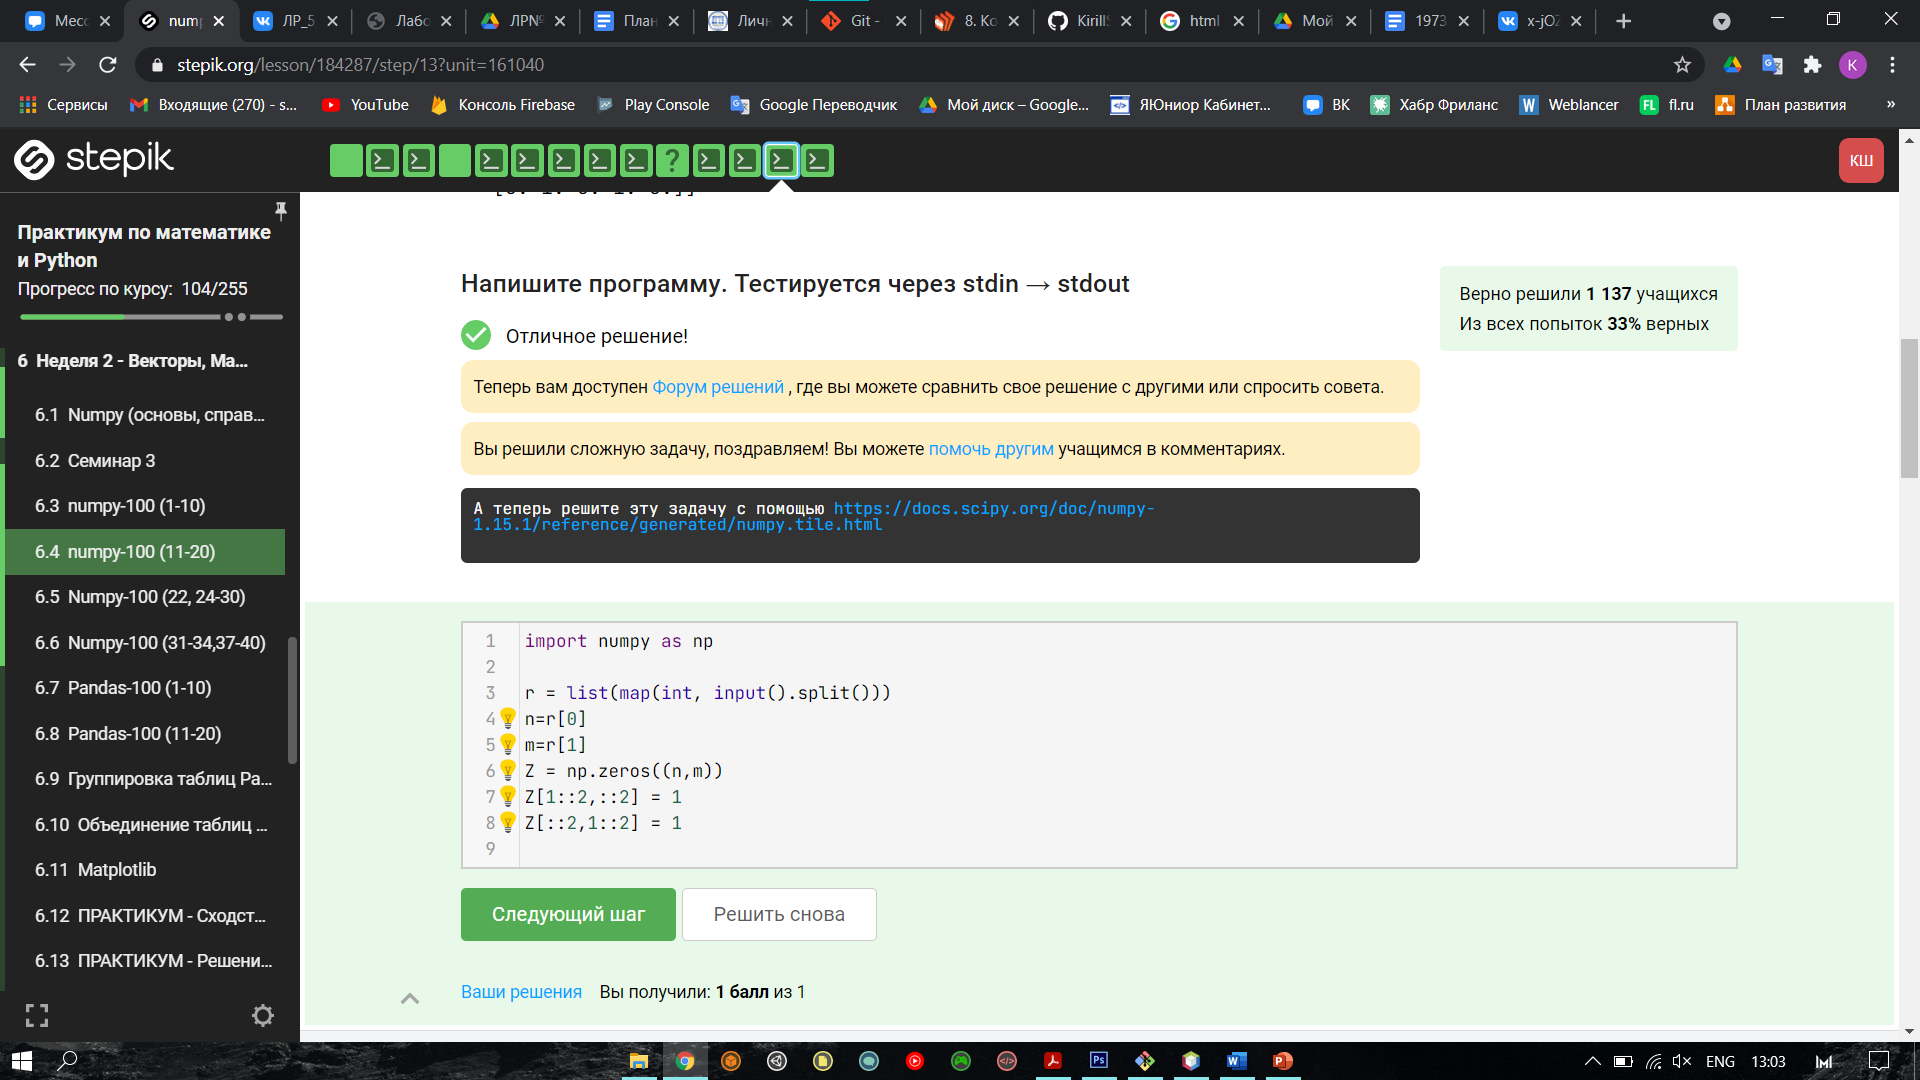 Месс
num
ЛР_5
Лабо
ЛР№
План
Личн
Git -
8. Ко
KirillS
html
Мой
1973
x-jOZ
stepik.org/lesson/184287/step/13?unit=161040
K
Сервисы
Входящие (270) - s...
YouTube
Консоль Firebase
Play Console
Google Переводчик
Мой диск – Google...
ЯЮниор Кабинет...
ВК
Хабр Фриланс
Weblancer
fl.ru
План развития
»
stepik
КШ
Практикум по математике
и Python
Прогресс по курсу: 104/255
6 Неделя 2 - Векторы, Ма...
6.1 Numpy (основы, справ...
6.2 Семинар 3
6.3 numpy-100 (1-10)
6.4 numpy-100 (11-20)
6.5 Numpy-100 (22, 24-30)
6.6 Numpy-100 (31-34,37-40)
6.7 Pandas-100 (1-10)
6.8 Pandas-100 (11-20)
6.9 Группировка таблиц Pa...
6.10 Объединение таблиц ...
6.11 Matplotlib
6.12 ПРАКТИКУМ - Сходст...
6.13 ПРАКТИКУМ - Решени...
Напишите программу. Тестируется через stdin → stdout
Отличное решение!
Теперь вам доступен Форум решений , где вы можете сравнить свое решение с другими или спросить совета.
Вы решили сложную задачу, поздравляем! Вы можете помочь другим учащимся в комментариях.
А теперь решите эту задачу с помощью https://docs.scipy.org/doc/numpy-
1.15.1/reference/generated/numpy.tile.html
Верно решили 1 137 учащихся
Из всех попыток 33% верных
1 import numpy as np
2
3 r = list(map(int, input().split()))
4 n=r[0]
5 m=r[1]
6 Z = np.zeros((n,m))
7 Z[1::2,::2] = 1
8 Z[::2,1::2] = 1
9
Следующий шаг
Решить снова
Ваши решения Вы получили: 1 балл из 1
ENG
13:03